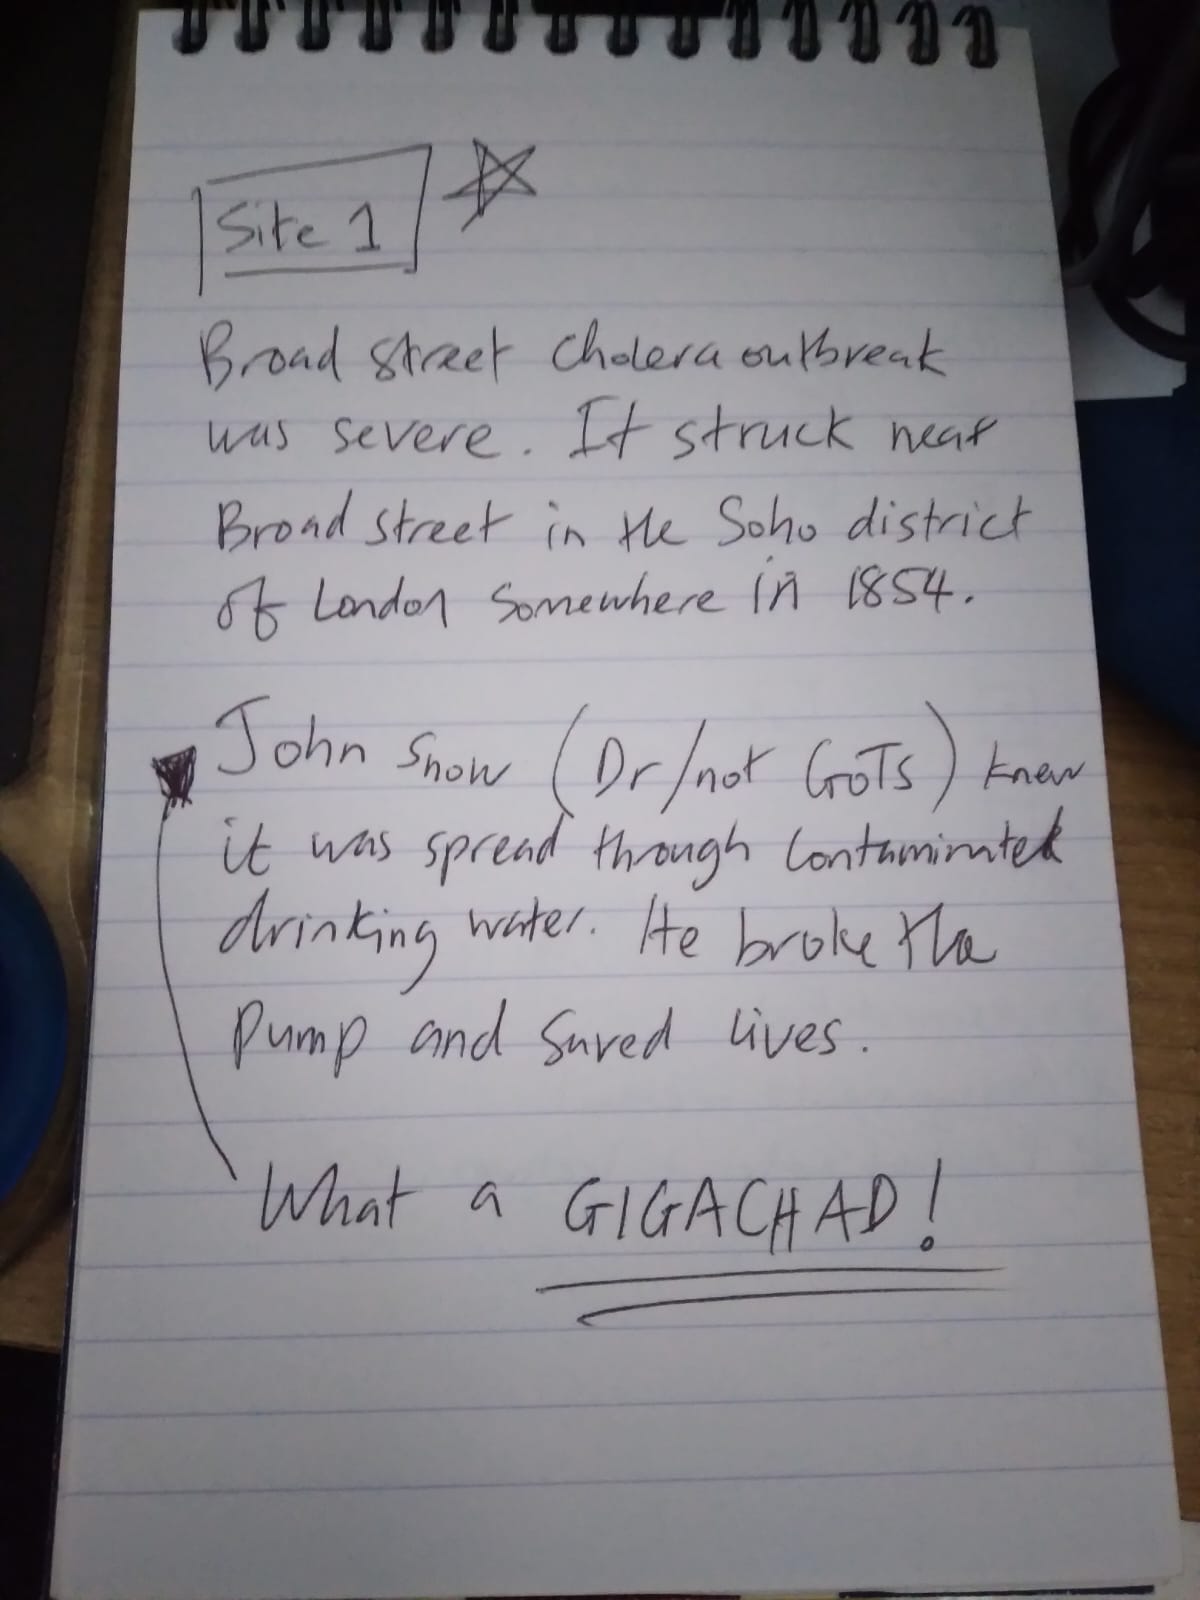 Site 1
Broad street Cholera outbreak
was severe. It struck near
Broad street in the Soho district
of London Somewhere in 1854.
John Snow (Dr/not GoTs) knew
it was spread through Contaminated
drinking water. He broke the
Pump and Saved lives.
What a GIGACHAD!